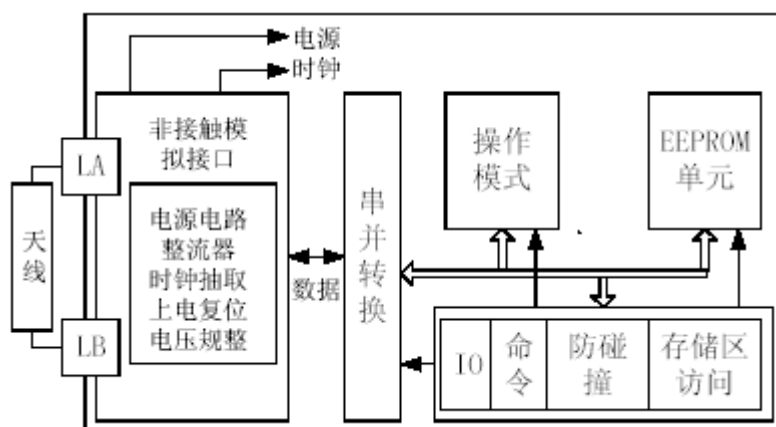 电源
时钟
非接触模
拟接口
LA
天线
LB
电源电路
整流器
时钟抽取
上电复位
电压规整
数据
串并转换
操作
模式
EEPROM
单元
IO
命令
防碰
撞
存储区
访问